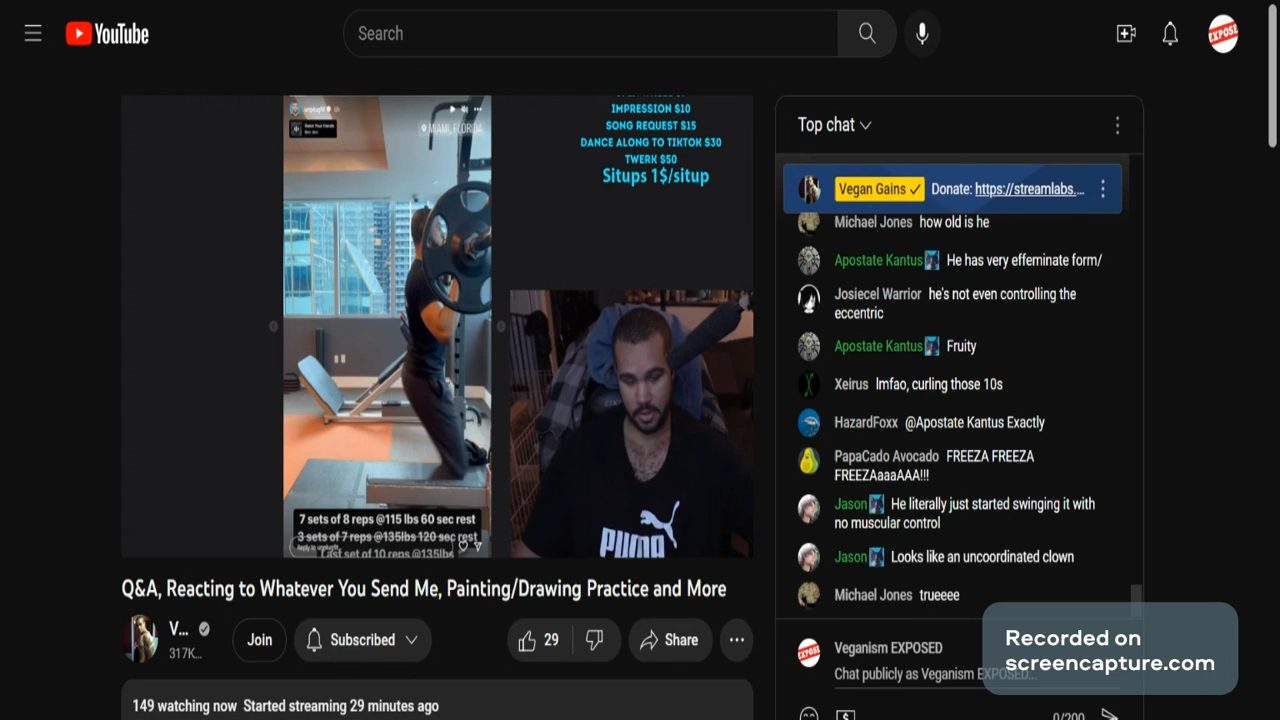 YouTube
Search
EXPOSE
MIAMI, FLORIDA
IMPRESSION $10
SONG REQUEST $15
DANCE ALONG TO TIKTOK $30
TWERK $50
Situps 1$/situp
7 sets of 8 reps @115 lbs 60 sec rest
3 sets of 7 reps @135lbs 120 sec rest
Last set of 10 reps @135lbs
PUMA
Q&A, Reacting to Whatever You Send Me, Painting/Drawing Practice and More
V...
317K...
Join
Subscribed
29
Share
149 watching now Started streaming 29 minutes ago
Top chat
Vegan Gains Donate: https://streamlabs....
Michael Jones how old is he
Apostate Kantus He has very effeminate form/
Josiecel Warrior he's not even controlling the
eccentric
Apostate Kantus Fruity
Xeirus lmfao, curling those 10s
HazardFoxx @Apostate Kantus Exactly
PapaCado Avocado FREEZA FREEZA
FREEZAaaaAAA!!!
Jason He literally just started swinging it with
no muscular control
Jason Looks like an uncoordinated clown
Michael Jones trueeee
EXPOSE
Veganism EXPOSED
Chat publicly as Veganism EXPOSED...
0/200
Recorded on
screencapture.com